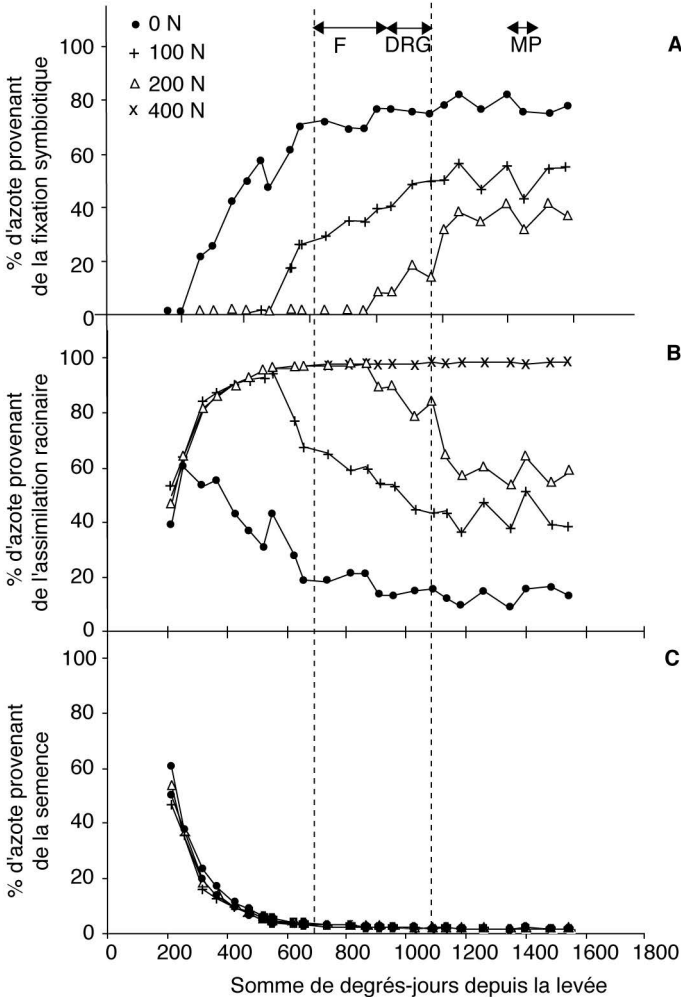 0 N
100 N
200 N
400 N
F
DRG
MP
A
100
80
60
40
20
0
% d'azote provenant
de la fixation symbiotique
B
100
80
60
40
20
0
% d'azote provenant
de l'assimilation racinaire
C
100
80
60
40
20
0
% d'azote provenant
de la semence
0 200 400 600 800 1000 1200 1400 1600 1800
Somme de degrés-jours depuis la levée